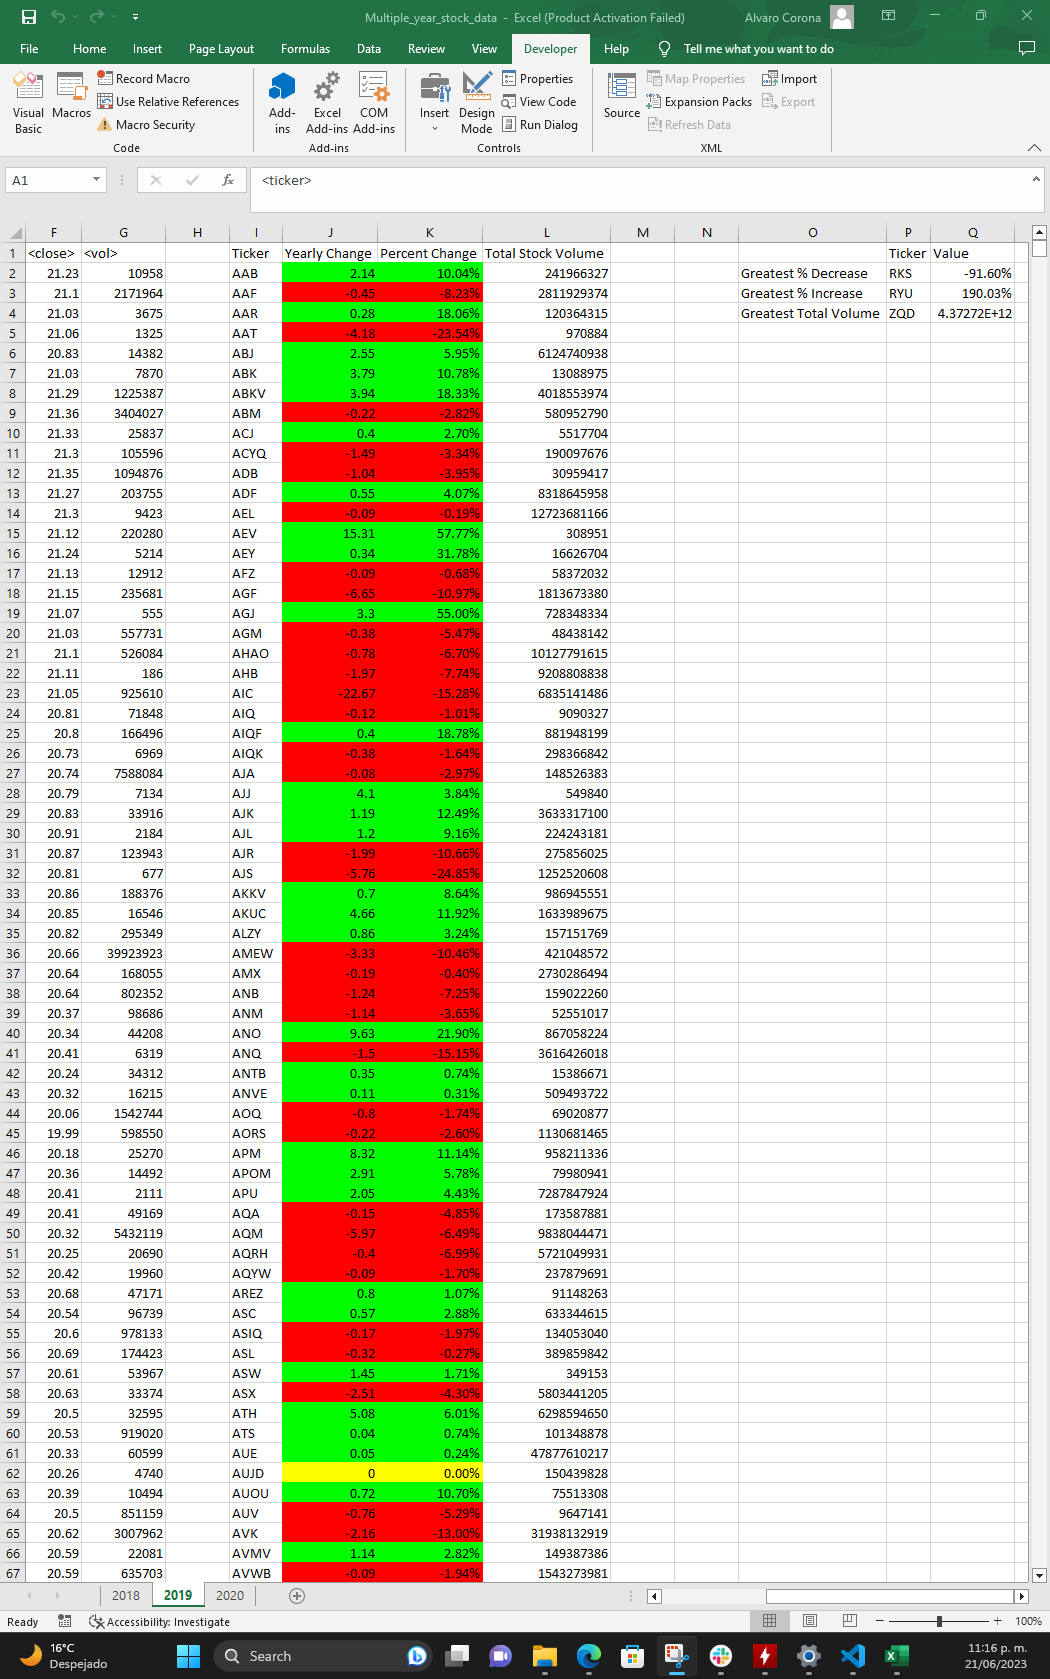 Multiple_year_stock_data - Excel (Product Activation Failed) Alvaro Corona
File Home Insert Page Layout Formulas Data Review View Developer Help Tell me what you want to do
Visual Basic Macros Record Macro Use Relative References Macro Security Code
Add-ins Excel Add-ins COM Add-ins Add-ins
Insert Design Mode Properties View Code Run Dialog Controls
Source Map Properties Expansion Packs Refresh Data Import Export XML
A1 fx <ticker>
F G H I J K L M N O P Q
1 <close> <vol> Ticker Yearly Change Percent Change Total Stock Volume Ticker Value
2 21.23 10958 AAB 2.14 10.04% 241966327 Greatest % Decrease RKS -91.60%
3 21.1 2171964 AAF -0.45 -8.23% 2811929374 Greatest % Increase RYU 190.03%
4 21.03 3675 AAR 0.28 18.06% 120364315 Greatest Total Volume ZQD 4.37272E+12
5 21.06 1325 AAT -4.18 -23.54% 970884
6 20.83 14382 ABJ 2.55 5.95% 6124740938
7 21.03 7870 ABK 3.79 10.78% 13088975
8 21.29 1225387 ABKV 3.94 18.33% 4018553974
9 21.36 3404027 ABM -0.22 -2.82% 580952790
10 21.33 25837 ACJ 0.4 2.70% 5517704
11 21.3 105596 ACYQ -1.49 -3.34% 190097676
12 21.35 1094876 ADB -1.04 -3.95% 30959417
13 21.27 203755 ADF 0.55 4.07% 8318645958
14 21.3 9423 AEL -0.09 -0.19% 12723681166
15 21.12 220280 AEV 15.31 57.77% 308951
16 21.24 5214 AEY 0.34 31.78% 16626704
17 21.13 12912 AFZ -0.09 -0.68% 58372032
18 21.15 235681 AGF -6.65 -10.97% 1813673380
19 21.07 555 AGJ 3.3 55.00% 728348334
20 21.03 557731 AGM -0.38 -5.47% 48438142
21 21.1 526084 AHAO -0.78 -6.70% 10127791615
22 21.11 186 AHB -1.97 -7.74% 9208808838
23 21.05 925610 AIC -22.67 -15.28% 6835141486
24 20.81 71848 AIQ -0.12 -1.01% 9090327
25 20.8 166496 AIQF 0.4 18.78% 881948199
26 20.73 6969 AIQK -0.38 -1.64% 298366842
27 20.74 7588084 AJA -0.08 -2.97% 148526383
28 20.79 7134 AJJ 4.1 3.84% 549840
29 20.83 33916 AJK 1.19 12.49% 3633317100
30 20.91 2184 AJL 1.2 9.16% 224243181
31 20.87 123943 AJR -1.99 -10.66% 275856025
32 20.81 677 AJS -5.76 -24.85% 1252520608
33 20.86 188376 AKKV 0.7 8.64% 986945551
34 20.85 16546 AKUC 4.66 11.92% 1633989675
35 20.82 295349 ALZY 0.86 3.24% 157151769
36 20.66 39923923 AMEW -3.33 -10.46% 421048572
37 20.64 168055 AMX -0.19 -0.40% 2730286494
38 20.64 802352 ANB -1.24 -7.25% 159022260
39 20.37 98686 ANM -1.14 -3.65% 52551017
40 20.34 44208 ANO 9.63 21.90% 867058224
41 20.41 6319 ANQ -1.5 -15.15% 3616426018
42 20.24 34312 ANTB 0.35 0.74% 15386671
43 20.32 16215 ANVE 0.11 0.31% 509493722
44 20.06 1542744 AOQ -0.8 -1.74% 69020877
45 19.99 598550 AORS -0.22 -2.60% 1130681465
46 20.18 25270 APM 8.32 11.14% 958211336
47 20.36 14492 APOM 2.91 5.78% 79980941
48 20.41 2111 APU 2.05 4.43% 7287847924
49 20.41 49169 AQA -0.15 -4.85% 173587881
50 20.32 5432119 AQM -5.97 -6.49% 9838044471
51 20.25 20690 AQRH -0.4 -6.99% 5721049931
52 20.42 19960 AQYW -0.09 -1.70% 237879691
53 20.68 47171 AREZ 0.8 1.07% 91148263
54 20.54 96739 ASC 0.57 2.88% 633344615
55 20.6 978133 ASIQ -0.17 -1.97% 134053040
56 20.69 174423 ASL -0.32 -0.27% 389859842
57 20.61 53967 ASW 1.45 1.71% 349153
58 20.63 33374 ASX -2.51 -4.30% 5803441205
59 20.5 32595 ATH 5.08 6.01% 6298594650
60 20.53 919020 ATS 0.04 0.74% 101348878
61 20.33 60599 AUE 0.05 0.24% 47877610217
62 20.26 4740 AUJD 0 0.00% 150439828
63 20.39 10494 AUOU 0.72 10.70% 75513308
64 20.5 851159 AUV -0.76 -5.29% 9647141
65 20.62 3007962 AVK -2.16 -13.00% 31938132919
66 20.59 22081 AVMV 1.14 2.82% 149387386
67 20.59 635703 AVWB -0.09 -1.94% 1543273981
2018 2019 2020
Ready Accessibility: Investigate 100%
16°C Despejado Search 11:16 p. m. 21/06/2023